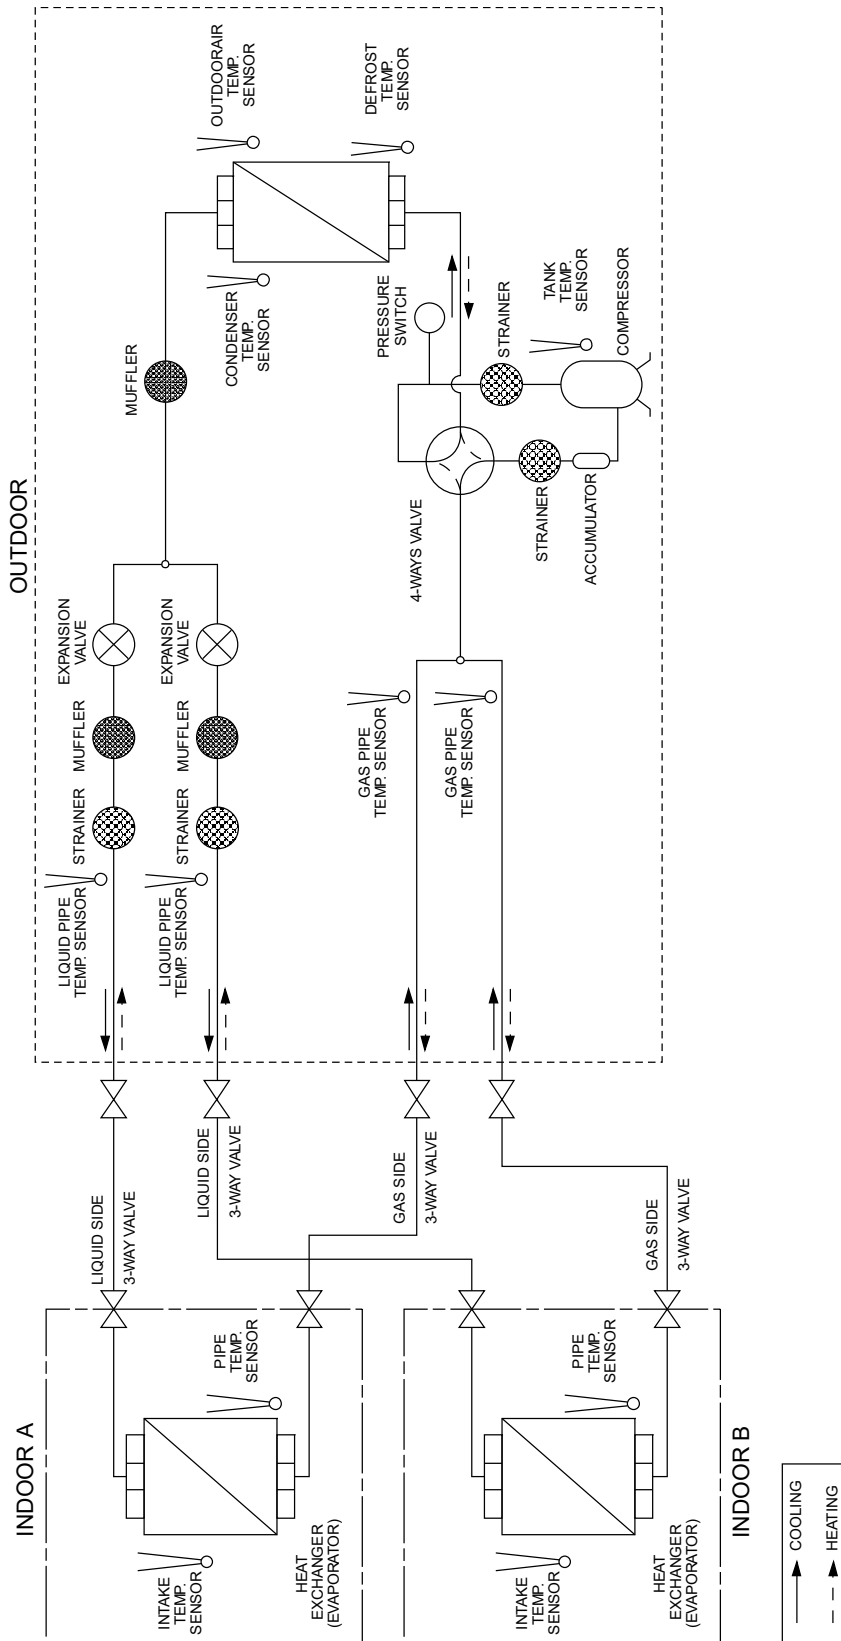 INDOOR A
OUTDOOR
LIQUID SIDE
3-WAY VALVE
LIQUID PIPE
TEMP. SENSOR
STRAINER
MUFFLER
EXPANSION
VALVE
MUFFLER
OUTDOORAIR
TEMP.
SENSOR
CONDENSER
TEMP.
SENSOR
DEFROST
TEMP.
SENSOR
INTAKE
TEMP.
SENSOR
PIPE
TEMP.
SENSOR
HEAT
EXCHANGER
(EVAPORATOR)
LIQUID SIDE
3-WAY VALVE
LIQUID PIPE
TEMP. SENSOR
STRAINER
MUFFLER
EXPANSION
VALVE
GAS SIDE
3-WAY VALVE
GAS PIPE
TEMP. SENSOR
GAS PIPE
TEMP. SENSOR
4-WAYS VALVE
PRESSURE
SWITCH
STRAINER
TANK
TEMP.
SENSOR
COMPRESSOR
STRAINER
ACCUMULATOR
INTAKE
TEMP.
SENSOR
PIPE
TEMP.
SENSOR
HEAT
EXCHANGER
(EVAPORATOR)
GAS SIDE
3-WAY VALVE
INDOOR B
COOLING
HEATING